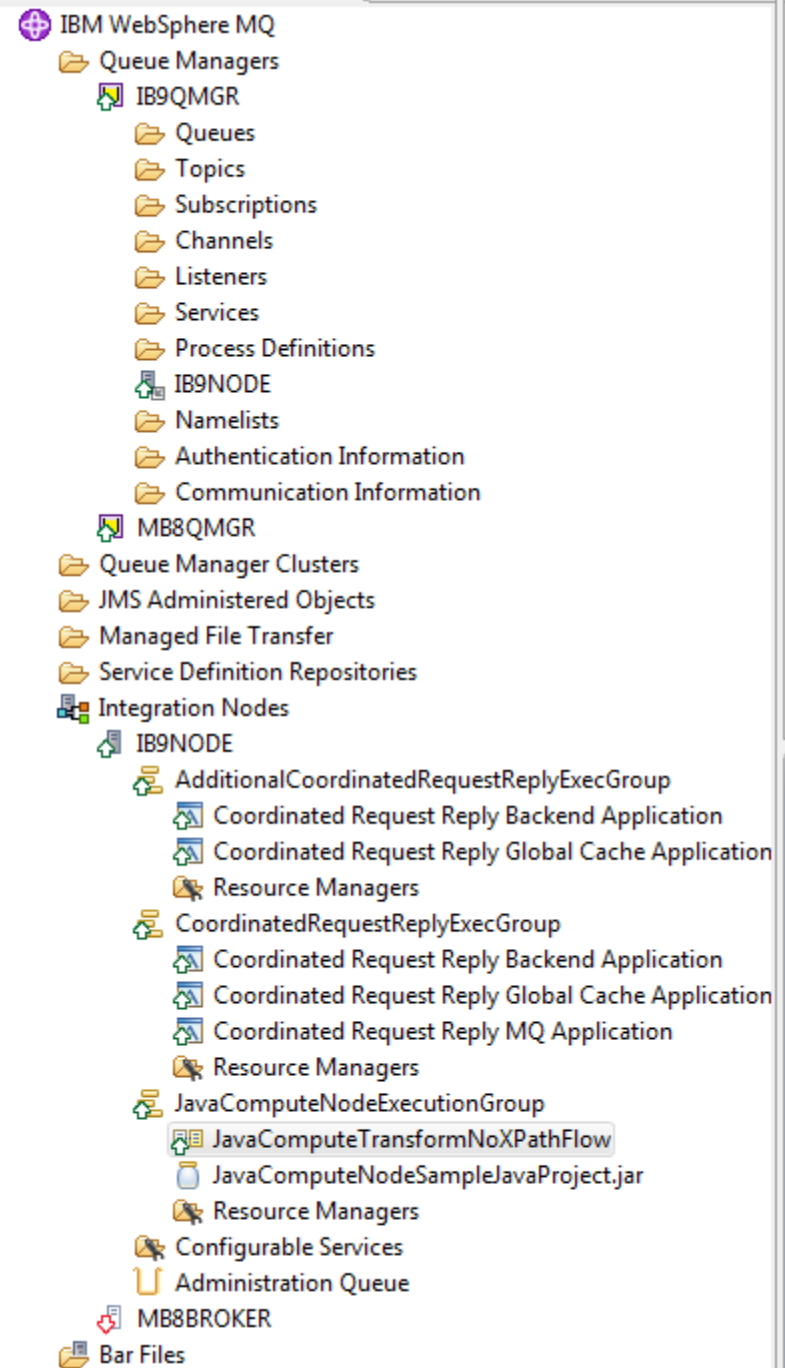 IBM WebSphere MQ
Queue Managers
IB9QMGR
Queues
Topics
Subscriptions
Channels
Listeners
Services
Process Definitions
IB9NODE
Namelists
Authentication Information
Communication Information
MB8QMGR
Queue Manager Clusters
JMS Administered Objects
Managed File Transfer
Service Definition Repositories
Integration Nodes
IB9NODE
AdditionalCoordinatedRequestReplyExecGroup
Coordinated Request Reply Backend Application
Coordinated Request Reply Global Cache Application
Resource Managers
CoordinatedRequestReplyExecGroup
Coordinated Request Reply Backend Application
Coordinated Request Reply Global Cache Application
Coordinated Request Reply MQ Application
Resource Managers
JavaComputeNodeExecutionGroup
JavaComputeTransformNoXPathFlow
JavaComputeNodeSampleJavaProject.jar
Resource Managers
Configurable Services
Administration Queue
MB8BROKER
Bar Files